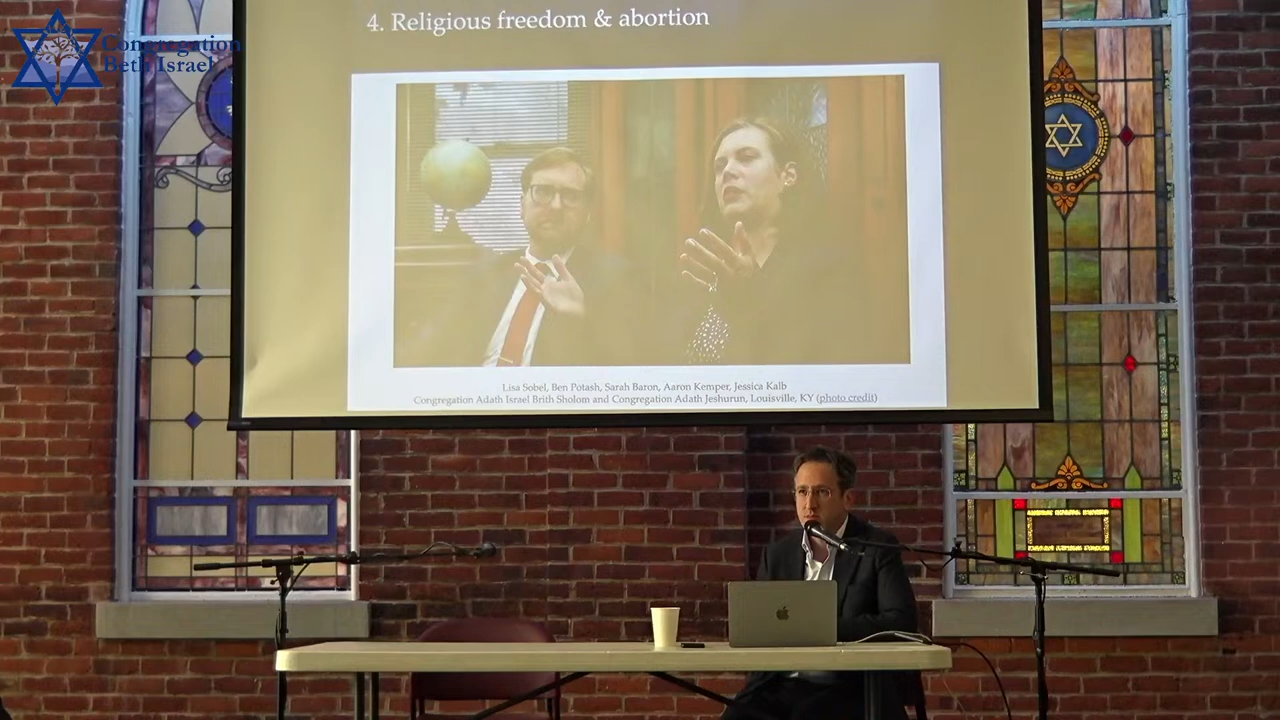 Congregation
Beth Israel
4. Religious freedom & abortion
Lisa Sobel, Ben Potash, Sarah Baron, Aaron Kemper, Jessica Kalb
Congregation Adath Israel Brith Sholom and Congregation Adath Jeshurun, Louisville, KY (photo credit)